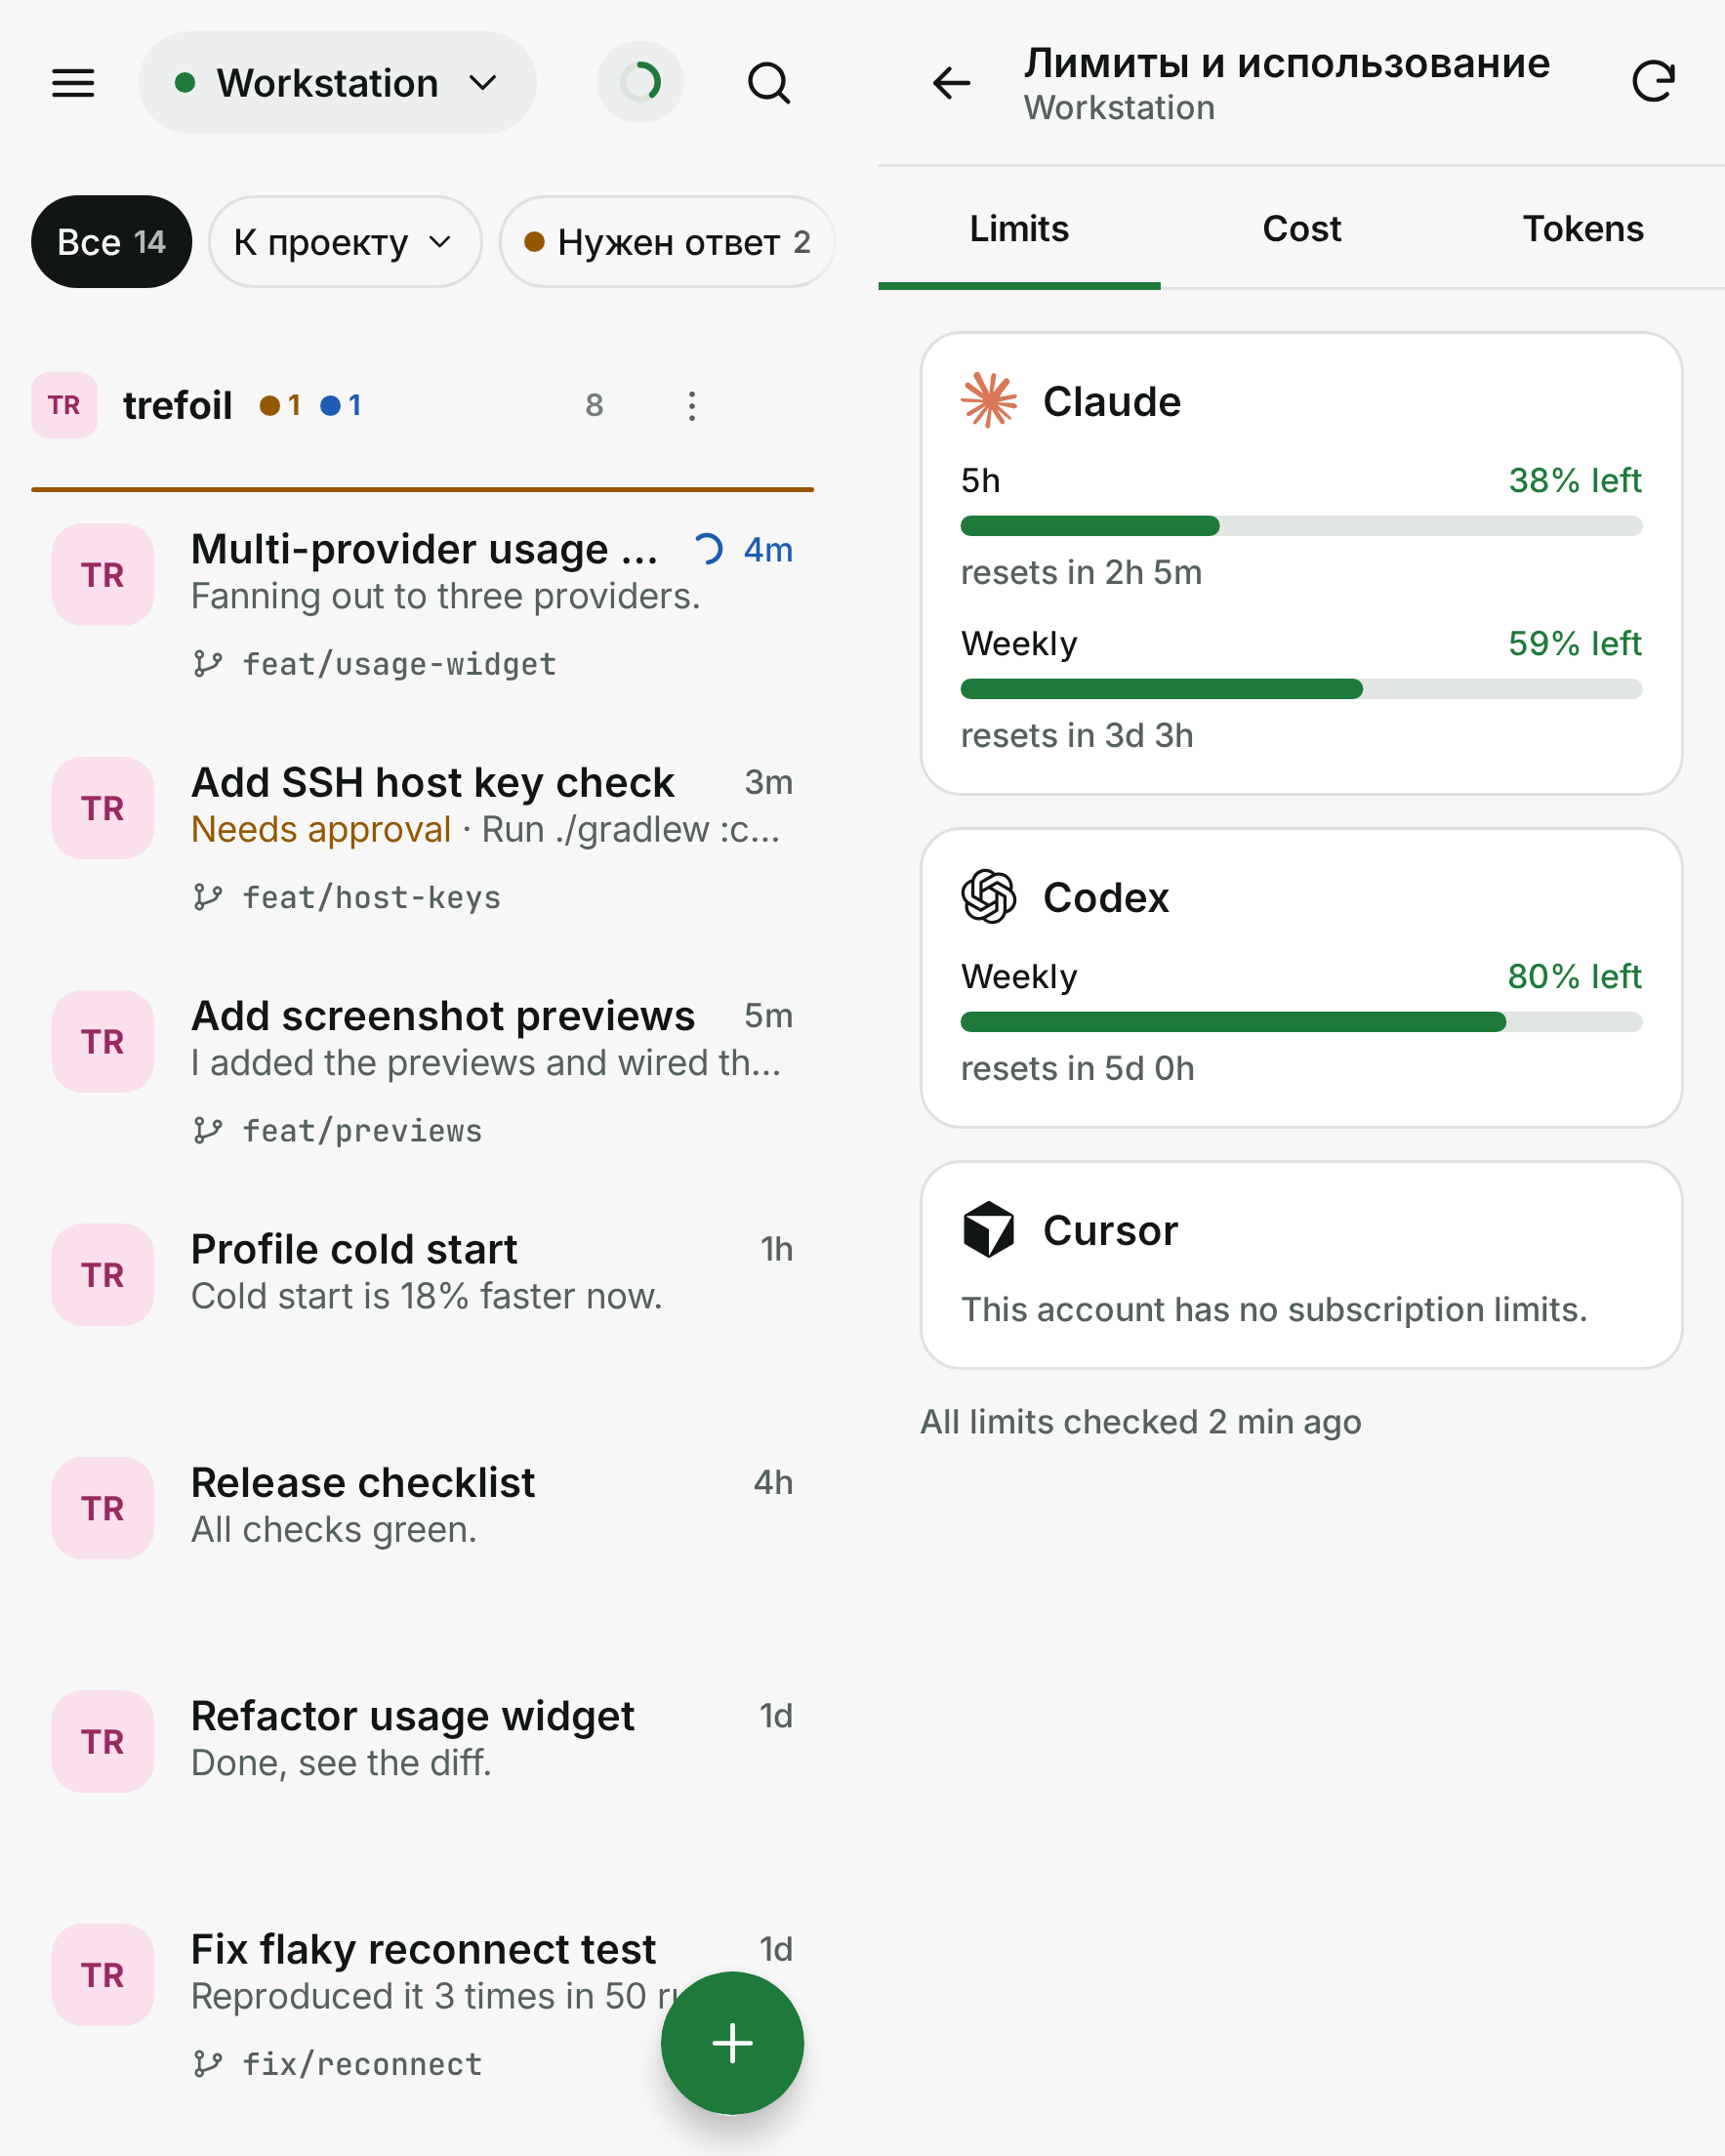 Workstation
Все 14
К проекту
Нужен ответ 2
TR trefoil 1 1 8
TR
Multi-provider usage ... 4m
Fanning out to three providers.
feat/usage-widget
TR
Add SSH host key check 3m
Needs approval · Run ./gradlew :c...
feat/host-keys
TR
Add screenshot previews 5m
I added the previews and wired th...
feat/previews
TR
Profile cold start 1h
Cold start is 18% faster now.
TR
Release checklist 4h
All checks green.
TR
Refactor usage widget 1d
Done, see the diff.
TR
Fix flaky reconnect test 1d
Reproduced it 3 times in 50
fix/reconnect
Лимиты и использование
Workstation
Limits Cost Tokens
Claude
5h 38% left
resets in 2h 5m
Weekly 59% left
resets in 3d 3h
Codex
Weekly 80% left
resets in 5d 0h
Cursor
This account has no subscription limits.
All limits checked 2 min ago